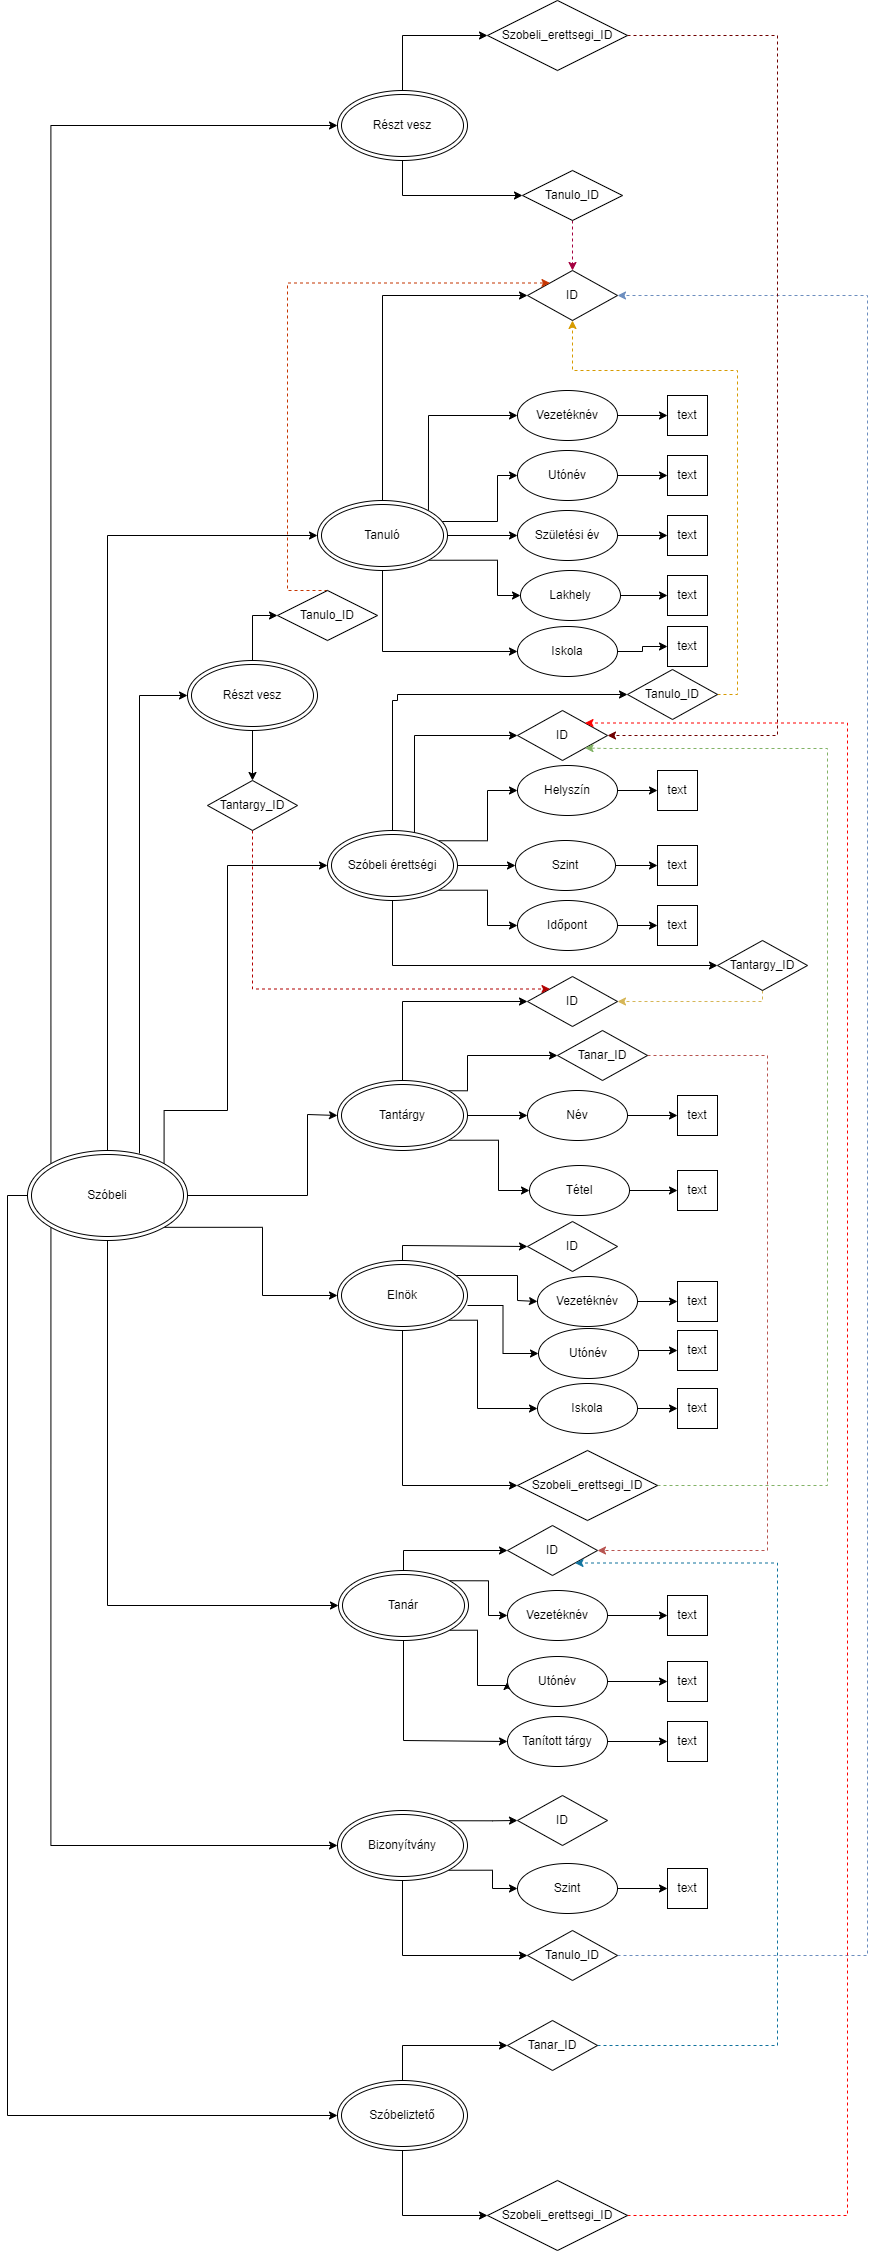 Szobeli_erettsegi_ID
Részt vesz
Tanulo_ID
ID
Vezetéknév
text
Utónév
text
Tanuló
Születési év
text
Lakhely
text
Tanulo_ID
Iskola
text
Részt vesz
Tanulo_ID
ID
Tantargy_ID
Helyszín
text
Szóbeli érettségi
Szint
text
Időpont
text
Tantargy_ID
ID
Tanar_ID
Tantárgy
Név
text
Szóbeli
Tétel
text
ID
Elnök
Vezetéknév
text
Utónév
text
Iskola
text
Szobeli_erettsegi_ID
ID
Tanár
Vezetéknév
text
Utónév
text
Tanított tárgy
text
ID
Bizonyítvány
Szint
text
Tanulo_ID
Tanar_ID
Szóbeliztető
Szobeli_erettsegi_ID